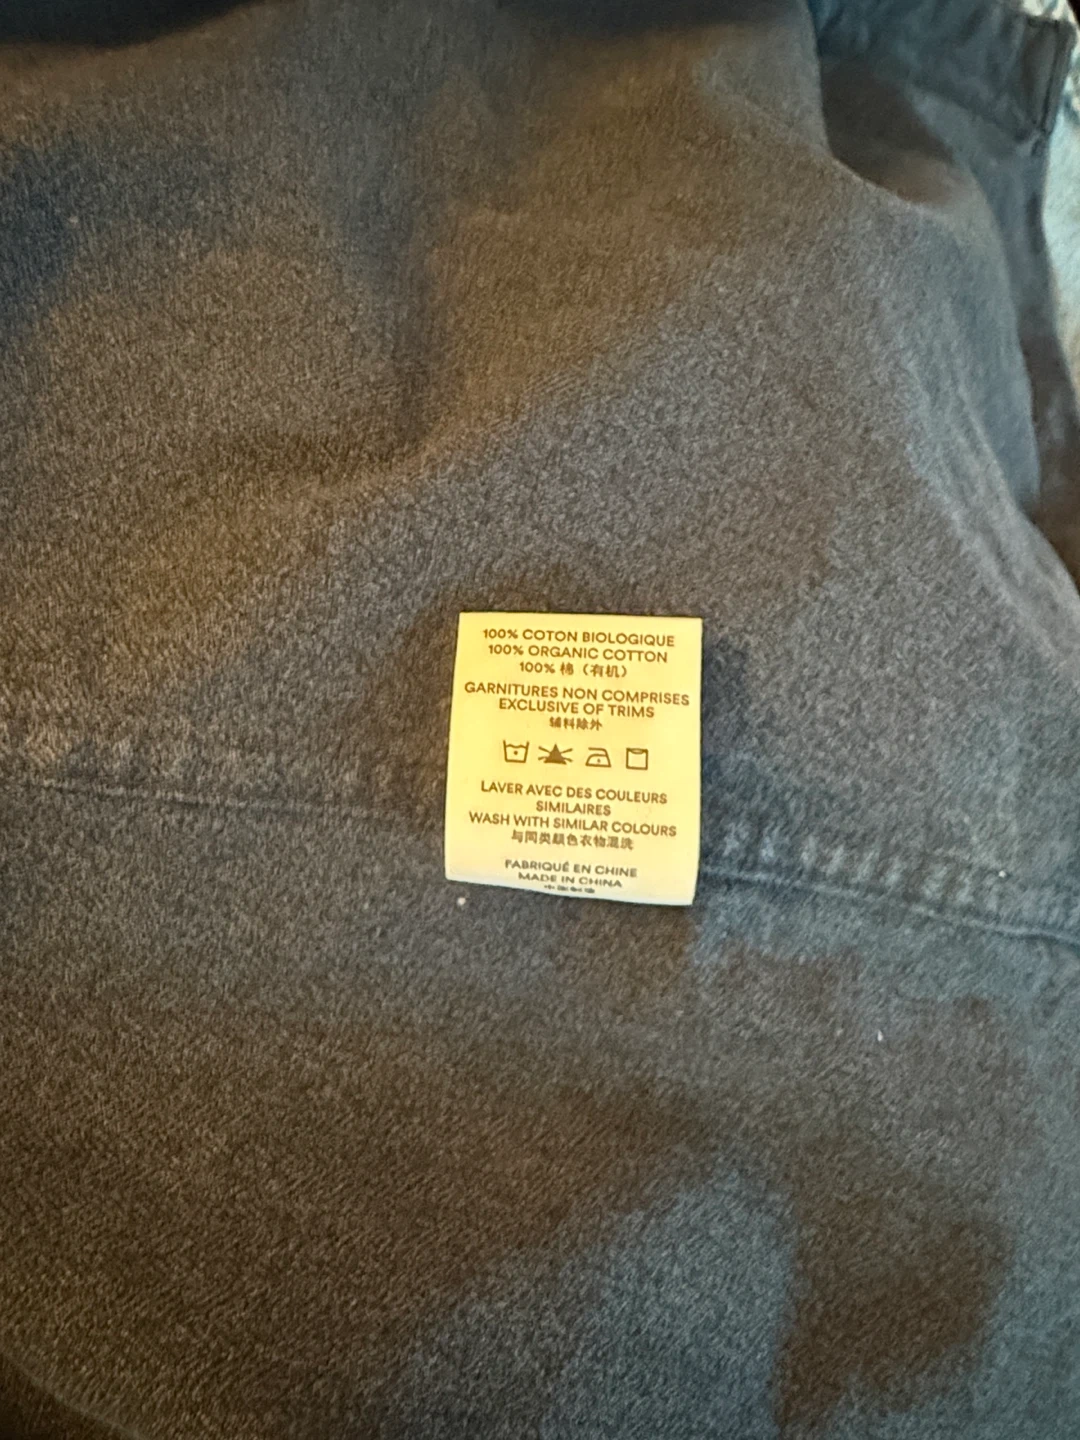 100% COTON BIOLOGIQUE
100% ORGANIC COTTON
100% 棉（有机）
GARNITURES NON COMPRISES
EXCLUSIVE OF TRIMS
辅料除外
LAVER AVEC DES COULEURS
SIMILAIRES
WASH WITH SIMILAR COLOURS
与同类颜色衣物混洗
FABRIQUÉ EN CHINE
MADE IN CHINA